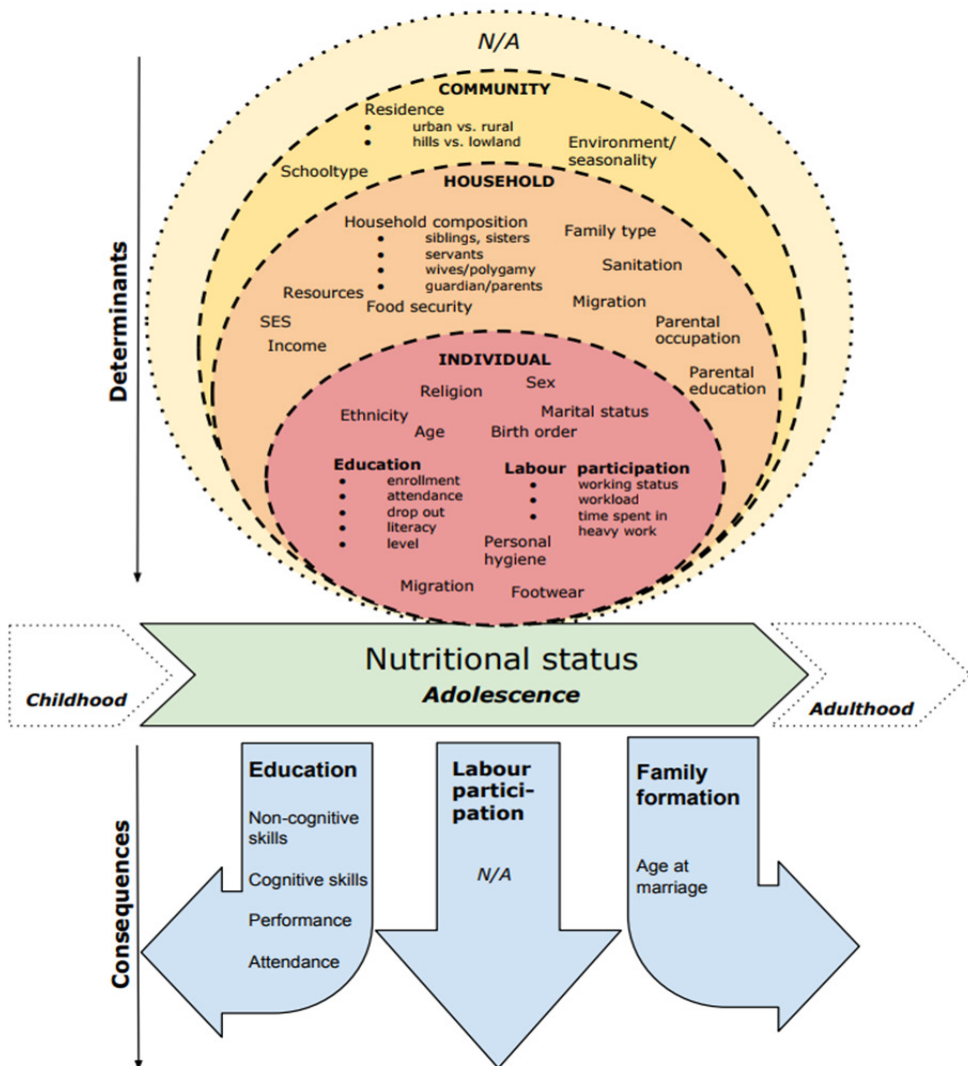 N/A
COMMUNITY
Residence
• urban vs. rural
• hills vs. lowland
Environment/
seasonality
Schooltype
HOUSEHOLD
Household composition
• siblings, sisters
• servants
• wives/polygamy
• guardian/parents
Family type
Sanitation
Resources
Food security
Migration
SES
Income
Parental
occupation
Parental
education
INDIVIDUAL
Religion
Sex
Ethnicity
Marital status
Age
Birth order
Education
• enrollment
• attendance
• drop out
• literacy
• level
Labour participation
• working status
• workload
• time spent in
heavy work
Personal
hygiene
Migration
Footwear
Determinants
Childhood
Nutritional status
Adolescence
Adulthood
Consequences
Education
Non-cognitive
skills
Cognitive skills
Performance
Attendance
Labour
partici-
pation
N/A
Family
formation
Age at
marriage